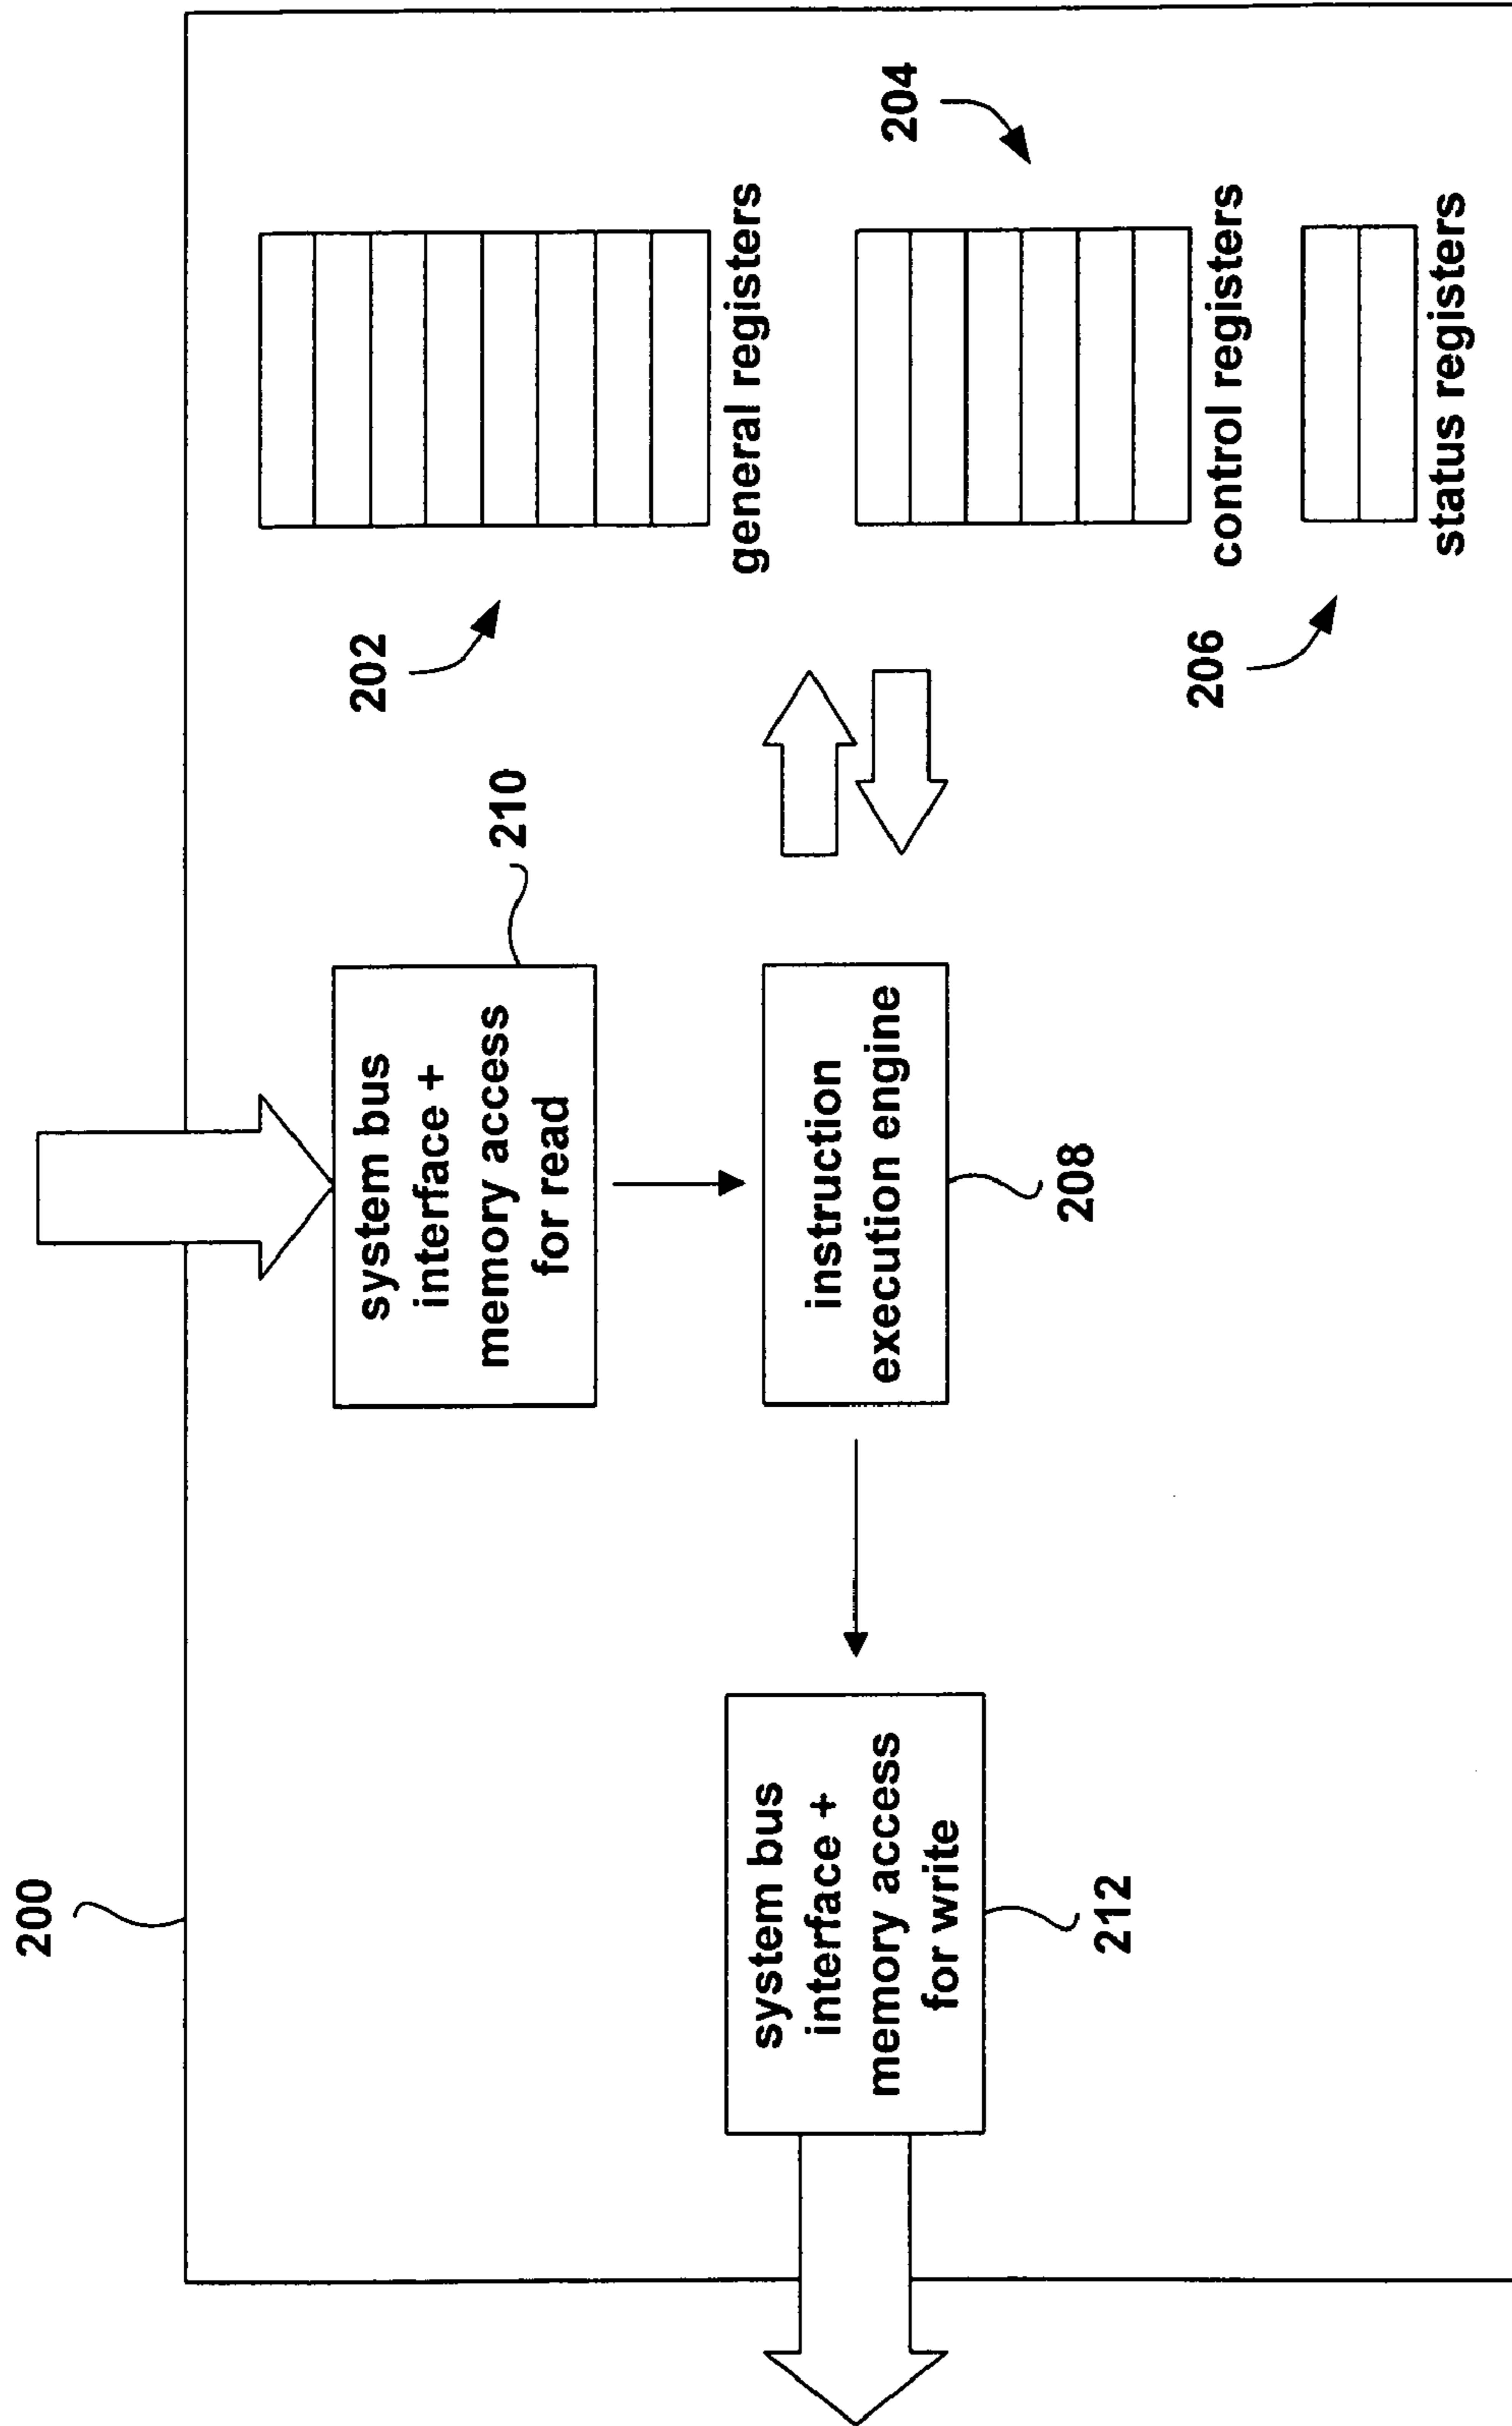 200
system bus
interface +
memory access
for read
210
202
general registers
system bus
interface +
memory access
for write
212
instruction
execution engine
208
204
control registers
206
status registers